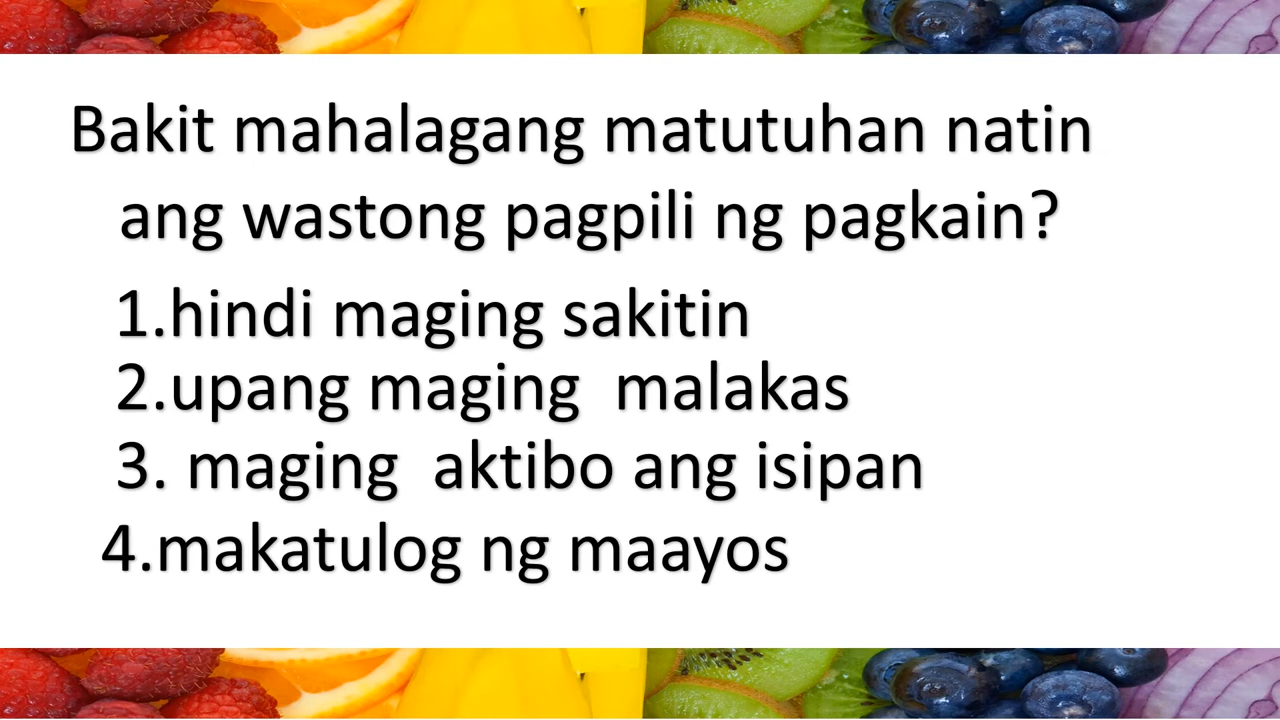 Bakit mahalagang matutuhan natin
ang wastong pagpili ng pagkain?
1.hindi maging sakitin
2.upang maging  malakas
3. maging  aktibo ang isipan
4.makatulog ng maayos